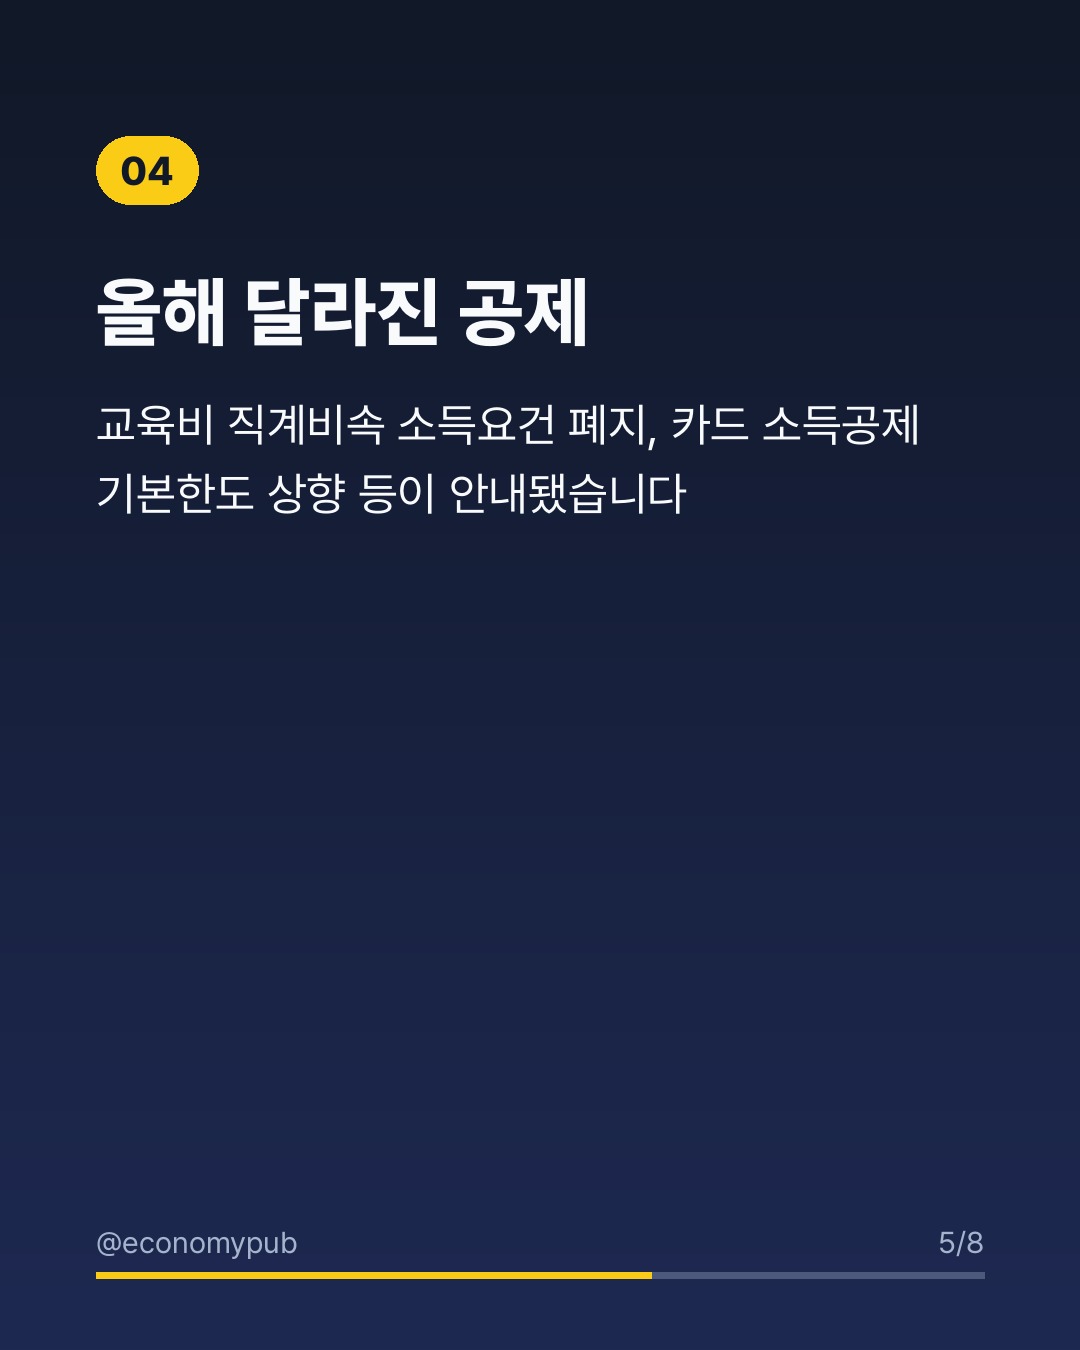 04
올해 달라진 공제
교육비 직계비속 소득요건 폐지, 카드 소득공제
기본한도 상향 등이 안내됐습니다
@economypub
5/8